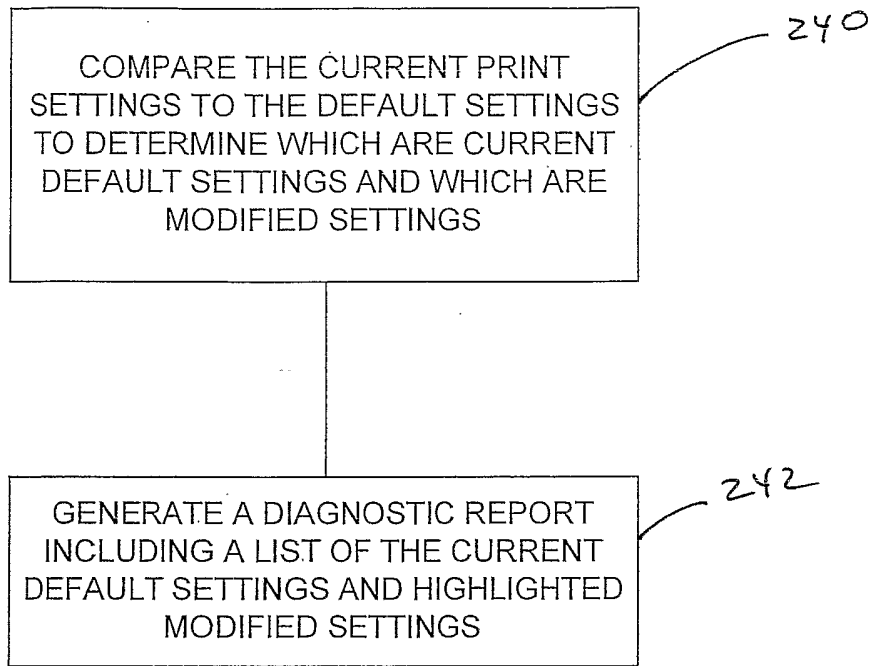 240
COMPARE THE CURRENT PRINT
SETTINGS TO THE DEFAULT SETTINGS
TO DETERMINE WHICH ARE CURRENT
DEFAULT SETTINGS AND WHICH ARE
MODIFIED SETTINGS
242
GENERATE A DIAGNOSTIC REPORT
INCLUDING A LIST OF THE CURRENT
DEFAULT SETTINGS AND HIGHLIGHTED
MODIFIED SETTINGS